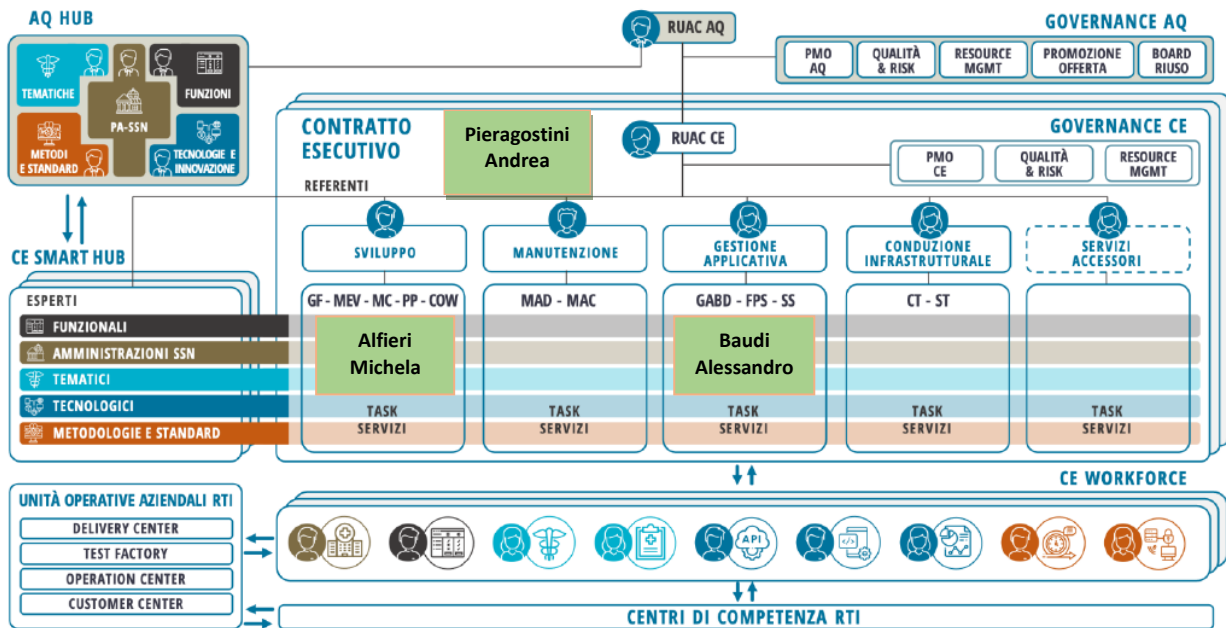 AQ HUB
TEMATICHE
FUNZIONI
PA-SSN
METODI
E STANDARD
TECNOLOGIE E
INNOVAZIONE
RUAC AQ
GOVERNANCE AQ
PMO
AQ
QUALITÀ
& RISK
RESOURCE
MGMT
PROMOZIONE
OFFERTA
BOARD
RIUSO
CONTRATTO
ESECUTIVO
Pieragostini
Andrea
RUAC CE
GOVERNANCE CE
PMO
CE
QUALITÀ
& RISK
RESOURCE
MGMT
REFERENTI
SVILUPPO
MANUTENZIONE
GESTIONE
APPLICATIVA
CONDUZIONE
INFRASTRUTTURALE
SERVIZI
ACCESSORI
CE SMART HUB
ESPERTI
FUNZIONALI
AMMINISTRAZIONI SSN
TEMATICI
TECNOLOGICI
METODOLOGIE E STANDARD
GF - MEV - MC - PP - COW
MAD - MAC
GABD - FPS - SS
CT - ST
Alfieri
Michela
Baudi
Alessandro
TASK
SERVIZI
TASK
SERVIZI
TASK
SERVIZI
TASK
SERVIZI
TASK
SERVIZI
CE WORKFORCE
UNITÀ OPERATIVE AZIENDALI RTI
DELIVERY CENTER
TEST FACTORY
OPERATION CENTER
CUSTOMER CENTER
API
</>
CENTRI DI COMPETENZA RTI